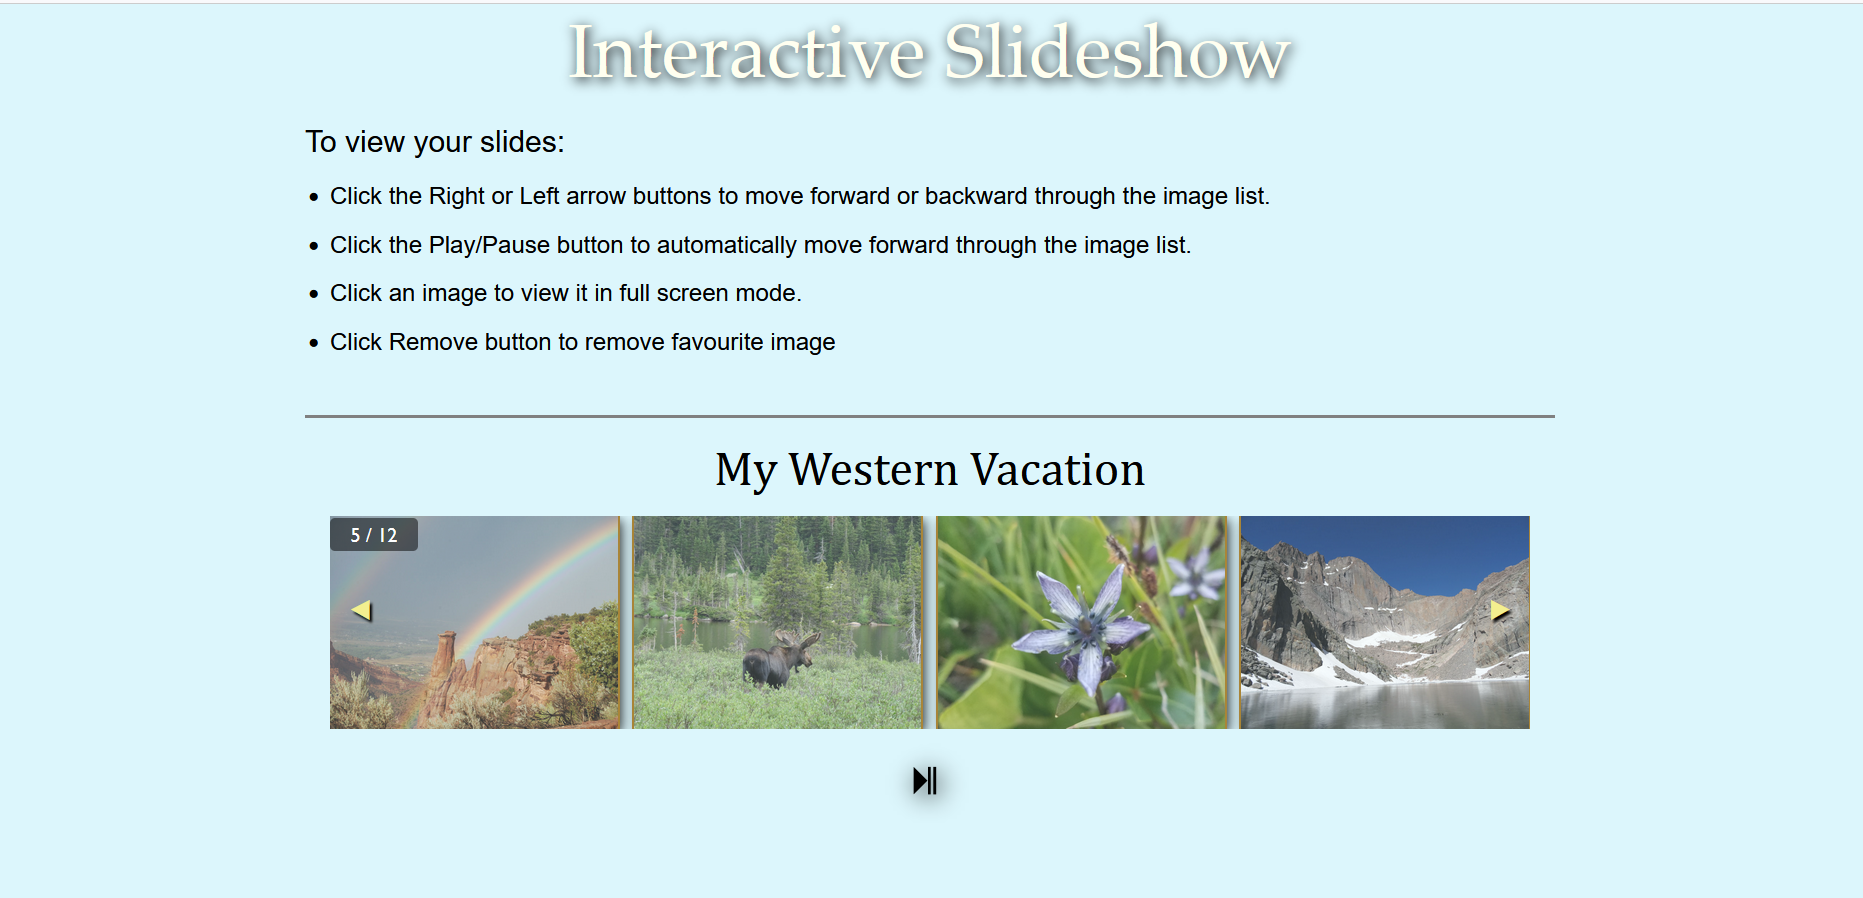 Interactive Slideshow
To view your slides:
Click the Right or Left arrow buttons to move forward or backward through the image list.
Click the Play/Pause button to automatically move forward through the image list.
Click an image to view it in full screen mode.
Click Remove button to remove favourite image
My Western Vacation
5 / 12